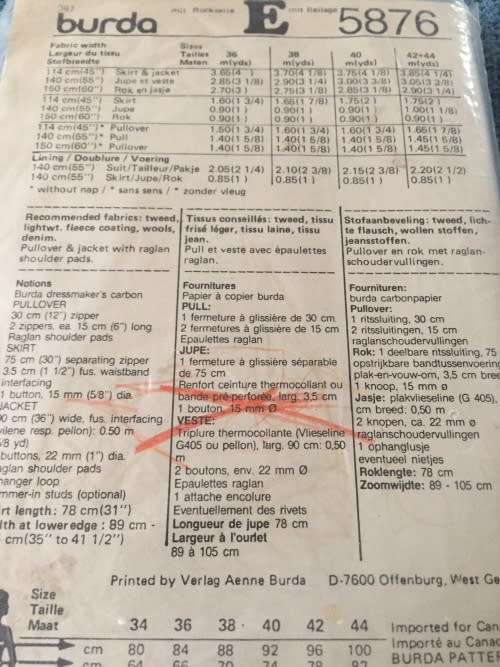 burda
E
5876
Fabric width Sizes 36 38 40 42+44
Largeur du tissu Tailles
Stofbreedte Maten m(yds) m(yds) m(yds) m(yds)
114 cm(45") Skirt & jacket 3.65(4 ) 3.70(4 1/8) 3.75(4 1/8) 3.85(4 1/4)
140 cm(55") Jupe et veste 2.85(3 1/8) 2.90(3 1/4) 3.00(3 3/8) 3.05(3 3/8)
150 cm(60") Rok en jasje 2.70(3 ) 2.75(3 ) 2.85(3 1/8) 2.90(3 1/4)
114 cm(45") Skirt 1.60(1 3/4) 1.65(1 7/8) 1.75(2 ) 1.75(2 )
140 cm(55") Jupe 0.90(1 ) 0.90(1 ) 0.90(1 ) 1.00(1 1/8)
150 cm(60") Rok 0.90(1 ) 0.90(1 ) 0.90(1 ) 0.90(1 )
114 cm(45")* Pullover 1.50(1 3/4) 1.60(1 3/4) 1.60(1 3/4) 1.65(1 7/8)
140 cm(55")* Pull 1.40(1 5/8) 1.40(1 5/8) 1.40(1 5/8) 1.45(1 5/8)
150 cm(60")* Pullover 1.40(1 5/8) 1.40(1 5/8) 1.40(1 5/8) 1.45(1 5/8)
Lining / Doublure / Voering
140 cm(55") Suit/Tailleur/Pakje 2.05(2 1/4) 2.10(2 3/8) 2.15(2 3/8) 2.20(2 1/2)
140 cm(55") Skirt/Jupe/Rok 0.85(1 ) 0.85(1 ) 0.85(1 ) 0.85(1 )
* without nap / * sans sens / * zonder vleug
Recommended fabrics: tweed,
lightwt. fleece coating, wools,
denim.
Pullover & jacket with raglan
shoulder pads.
Notions
Burda dressmaker's carbon
PULLOVER
30 cm (12") zipper
2 zippers, ea. 15 cm (6") long
Raglan shoulder pads
SKIRT
75 cm (30") separating zipper
3.5 cm (1 1/2") fus. waistband
interfacing
1 button, 15 mm (5/8") dia.
JACKET
90 cm (36") wide, fus. interfacing
resp. pellon): 0.50 m
yd)
buttons, 22 mm (1") dia.
raglan shoulder pads
hanger loop
studs (optional)
length: 78 cm(31")
at lower edge: 89 cm -
cm(35" to 41 1/2")
Tissus conseillés: tweed, tissu
frisé léger, tissu laine, tissu
jean.
Pull et veste avec épaulettes
raglan.
Fournitures
Papier à copier burda
PULL:
1 fermeture à glissière de 30 cm
2 fermetures à glissière de 15 cm
Epaulettes raglan
JUPE:
1 fermeture à glissière séparable
de 75 cm
Renfort ceinture thermocollant ou
bande pré-perforée, larg. 3,5 cm
1 bouton, 15 mm Ø
VESTE:
Triplure thermocollante (Vlieseline
G405 ou pellon), larg. 90 cm: 0,50
m
2 boutons, env. 22 mm Ø
Epaulettes raglan
1 attache encolure
Eventuellement des rivets
Longueur de jupe 78 cm
Largeur à l'ourlet
89 à 105 cm
Stofaanbeveling: tweed, lich-
te flausch, wollen stoffen,
jeansstoffen.
Pullover en rok met raglan-
schoudervullingen.
Fournituren:
burda carbonpapier
Pullover:
1 ritssluiting, 30 cm
2 ritssluitingen, 15 cm
raglanschoudervullingen
Rok: 1 deelbare ritssluiting, 75
opstrijkbare bandtussenvoering
plak-en-vouw-om, 3,5 cm bree
1 knoop, 15 mm ø
Jasje: plakvlieseline (G 405),
cm breed: 0,50 m
2 knopen, ca. 22 mm ø
raglanschoudervullingen
1 ophanglusje
eventueel nietjes
Roklengte: 78 cm
Zoomwijdte: 89 - 105 cm
Printed by Verlag Aenne Burda D-7600 Offenburg, West Ge
Size
Taille
Maat 34 36 38 40 42 44
cm 80 84 88 92 96 100
Imported for Can
Importé au Canad
BURDA PATTE